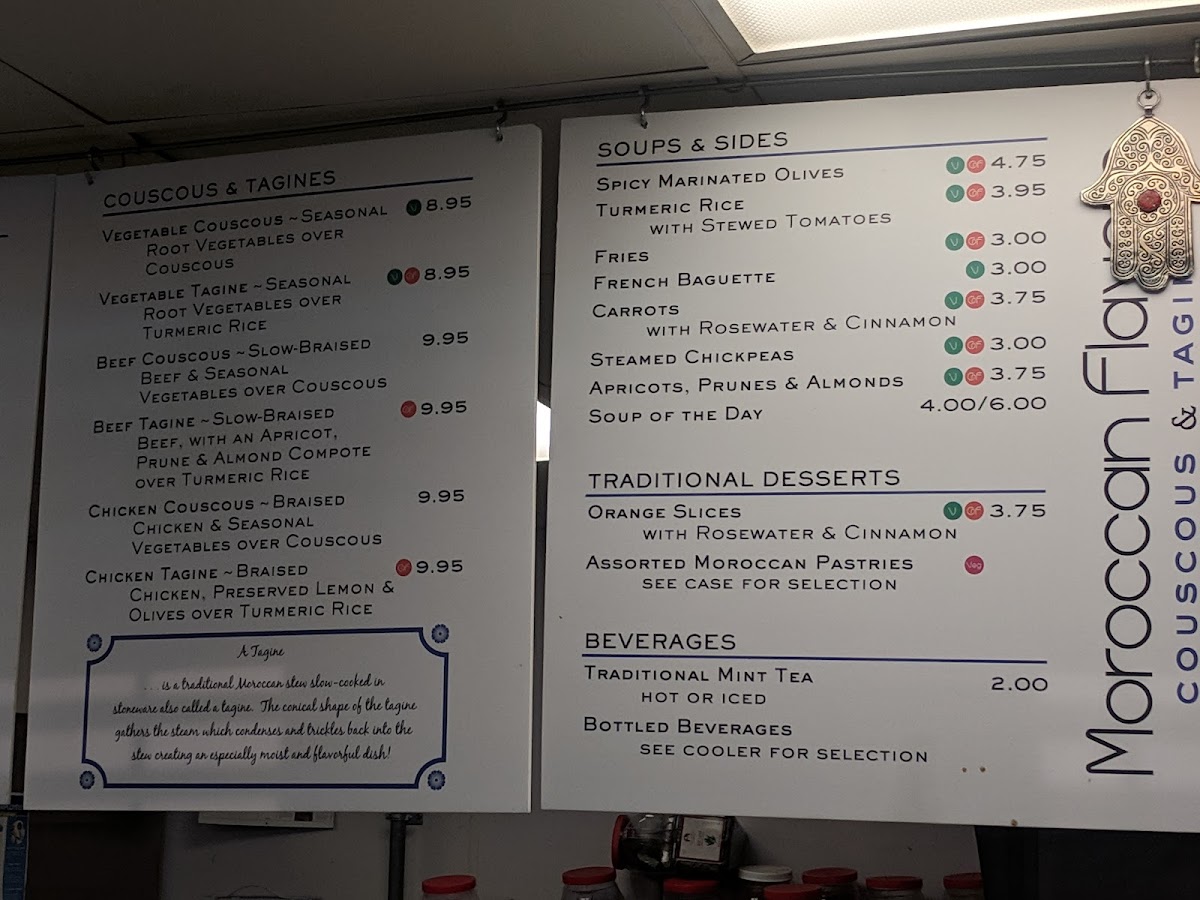 COUSCOUS & TAGINES
VEGETABLE COUSCOUS ~ SEASONAL V 8.95
ROOT VEGETABLES OVER
COUSCOUS
VEGETABLE TAGINE ~ SEASONAL V GF 8.95
ROOT VEGETABLES OVER
TURMERIC RICE
BEEF COUSCOUS ~ SLOW-BRAISED 9.95
BEEF & SEASONAL
VEGETABLES OVER COUSCOUS
BEEF TAGINE ~ SLOW-BRAISED GF 9.95
BEEF, WITH AN APRICOT,
PRUNE & ALMOND COMPOTE
OVER TURMERIC RICE
CHICKEN COUSCOUS ~ BRAISED 9.95
CHICKEN & SEASONAL
VEGETABLES OVER COUSCOUS
CHICKEN TAGINE ~ BRAISED GF 9.95
CHICKEN, PRESERVED LEMON &
OLIVES OVER TURMERIC RICE
A Tagine
. . . is a traditional Moroccan stew slow-cooked in
stoneware also called a tagine. The conical shape of the tagine
gathers the steam which condenses and trickles back into the
stew creating an especially moist and flavorful dish!
SOUPS & SIDES
SPICY MARINATED OLIVES V GF 4.75
TURMERIC RICE V GF 3.95
WITH STEWED TOMATOES
FRIES V GF 3.00
FRENCH BAGUETTE V 3.00
CARROTS V GF 3.75
WITH ROSEWATER & CINNAMON
STEAMED CHICKPEAS V GF 3.00
APRICOTS, PRUNES & ALMONDS V GF 3.75
SOUP OF THE DAY 4.00/6.00
TRADITIONAL DESSERTS
ORANGE SLICES V GF 3.75
WITH ROSEWATER & CINNAMON
ASSORTED MOROCCAN PASTRIES Veg
SEE CASE FOR SELECTION
BEVERAGES
TRADITIONAL MINT TEA 2.00
HOT OR ICED
BOTTLED BEVERAGES
SEE COOLER FOR SELECTION
Moroccan Flav
COUSCOUS & TAGIN